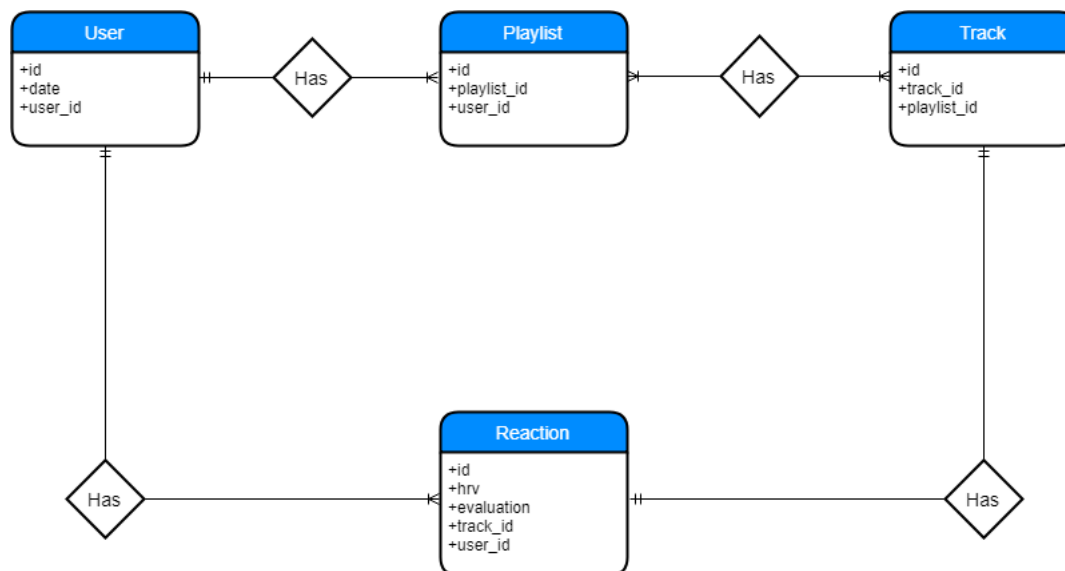 User
+id
+date
+user_id
Has
Playlist
+id
+playlist_id
+user_id
Has
Track
+id
+track_id
+playlist_id
Has
Reaction
+id
+hrv
+evaluation
+track_id
+user_id
Has